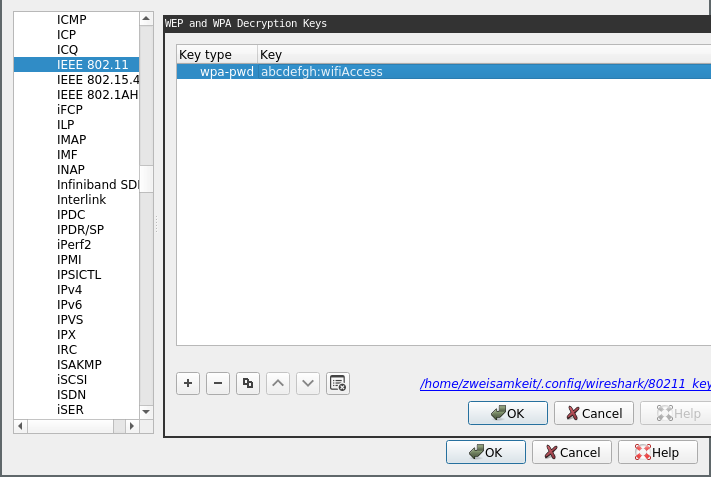 ICMP
ICP
ICQ
IEEE 802.11
IEEE 802.15.4
IEEE 802.1AH
iFCP
ILP
IMAP
IMF
INAP
Infiniband SD
Interlink
IPDC
IPDR/SP
iPerf2
IPMI
IPSICTL
IPv4
IPv6
IPVS
IPX
IRC
ISAKMP
iSCSI
ISDN
iSER
WEP and WPA Decryption Keys
Key type Key
wpa-pwd abcdefgh:wifiAccess
/home/zweisamkeit/.config/wireshark/80211_key
OK Cancel Help
OK Cancel Help